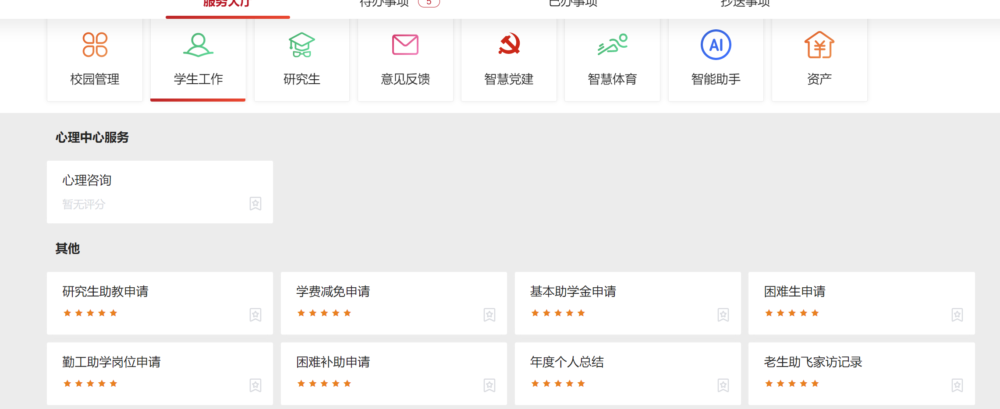 服务大厅 待办事项 5 已办事项 抄送事项
校园管理 学生工作 研究生 意见反馈 智慧党建 智慧体育 AI 智能助手 资产
心理中心服务
心理咨询
暂无评分
其他
研究生助教申请 学费减免申请 基本助学金申请 困难生申请
勤工助学岗位申请 困难补助申请 年度个人总结 老生助飞家访记录